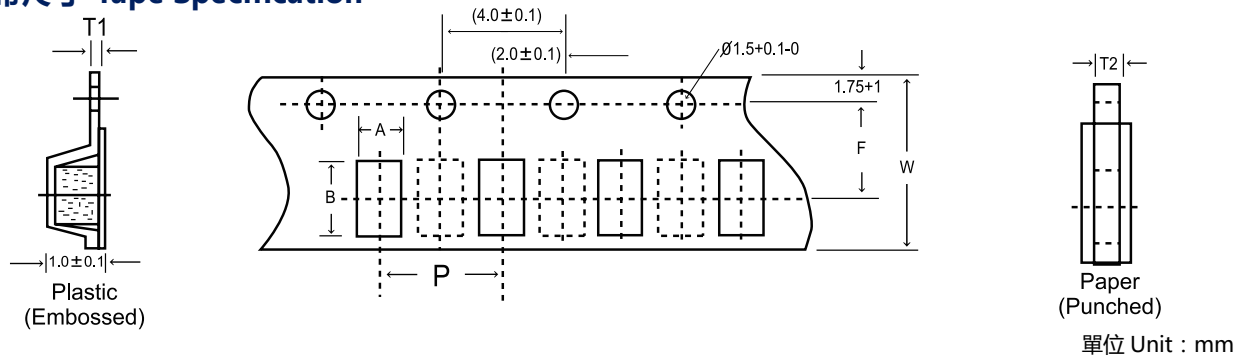 Tape Specification
T1
(4.0±0.1)
(2.0±0.1)
Ø1.5+0.1-0
1.75+1
T2
A
F
W
B
1.0±0.1
P
Plastic
(Embossed)
Paper
(Punched)
單位 Unit : mm